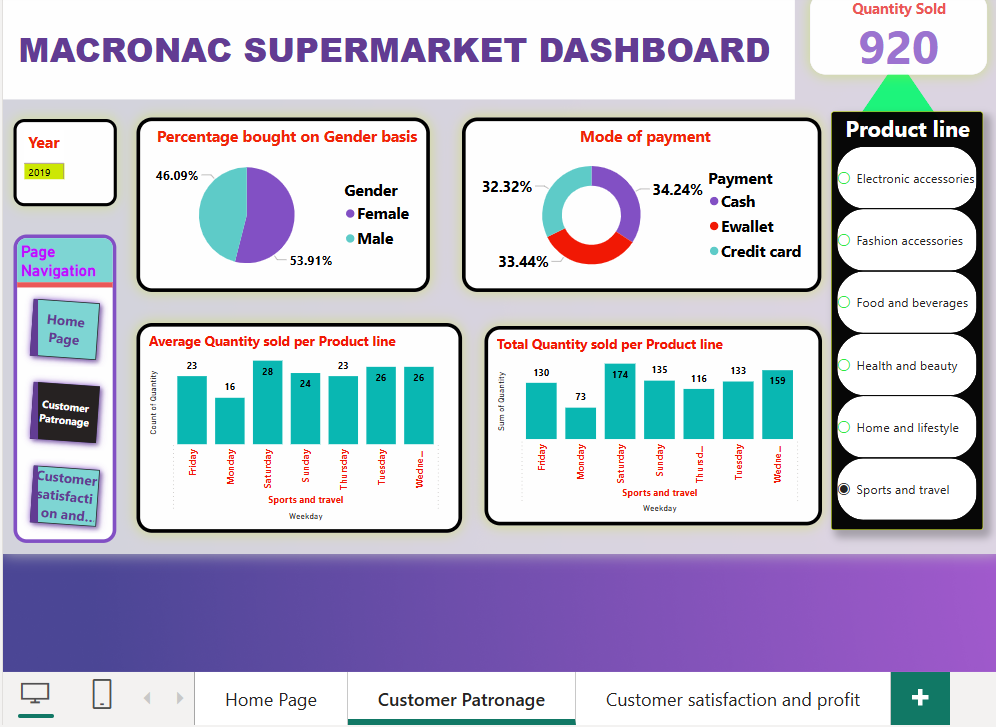 MACRONAC SUPERMARKET DASHBOARD
Quantity Sold
920
Year
2019
Page
Navigation
Home
Page
Customer
Patronage
Customer
satisfacti
on and...
Percentage bought on Gender basis
46.09%
53.91%
Gender
Female
Male
Mode of payment
32.32%
34.24%
33.44%
Payment
Cash
Ewallet
Credit card
Average Quantity sold per Product line
Count of Quantity
23 16 28 24 23 26 26
Friday Monday Saturday Sunday Thursday Tuesday Wedne...
Sports and travel
Weekday
Total Quantity sold per Product line
Sum of Quantity
130 73 174 135 116 133 159
Friday Monday Saturday Sunday Thursd... Tuesday Wedne...
Sports and travel
Weekday
Product line
Electronic accessories
Fashion accessories
Food and beverages
Health and beauty
Home and lifestyle
Sports and travel
Home Page
Customer Patronage
Customer satisfaction and profit
+